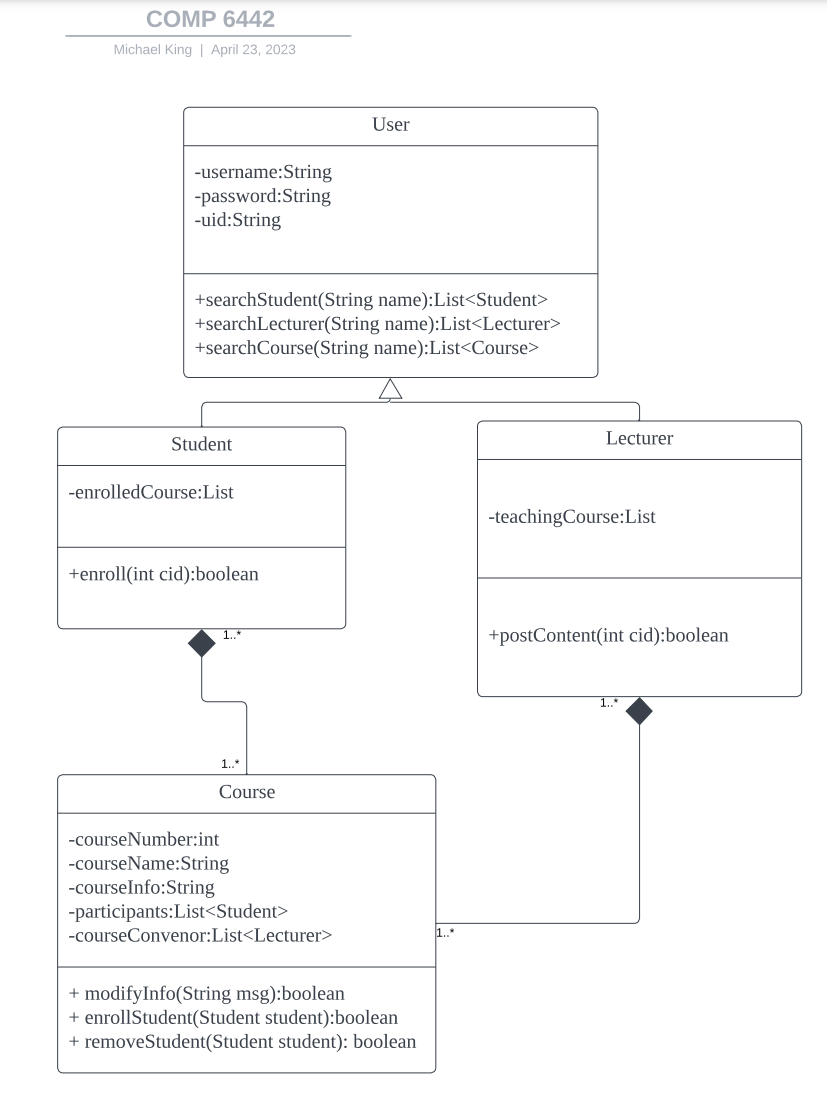 COMP 6442
Michael King | April 23, 2023
User
-username:String
-password:String
-uid:String
+searchStudent(String name):List<Student>
+searchLecturer(String name):List<Lecturer>
+searchCourse(String name):List<Course>
Student
-enrolledCourse:List
+enroll(int cid):boolean
1..*
Lecturer
-teachingCourse:List
+postContent(int cid):boolean
1..*
1..*
Course
-courseNumber:int
-courseName:String
-courseInfo:String
-participants:List<Student>
-courseConvenor:List<Lecturer>
1..*
+ modifyInfo(String msg):boolean
+ enrollStudent(Student student):boolean
+ removeStudent(Student student): boolean